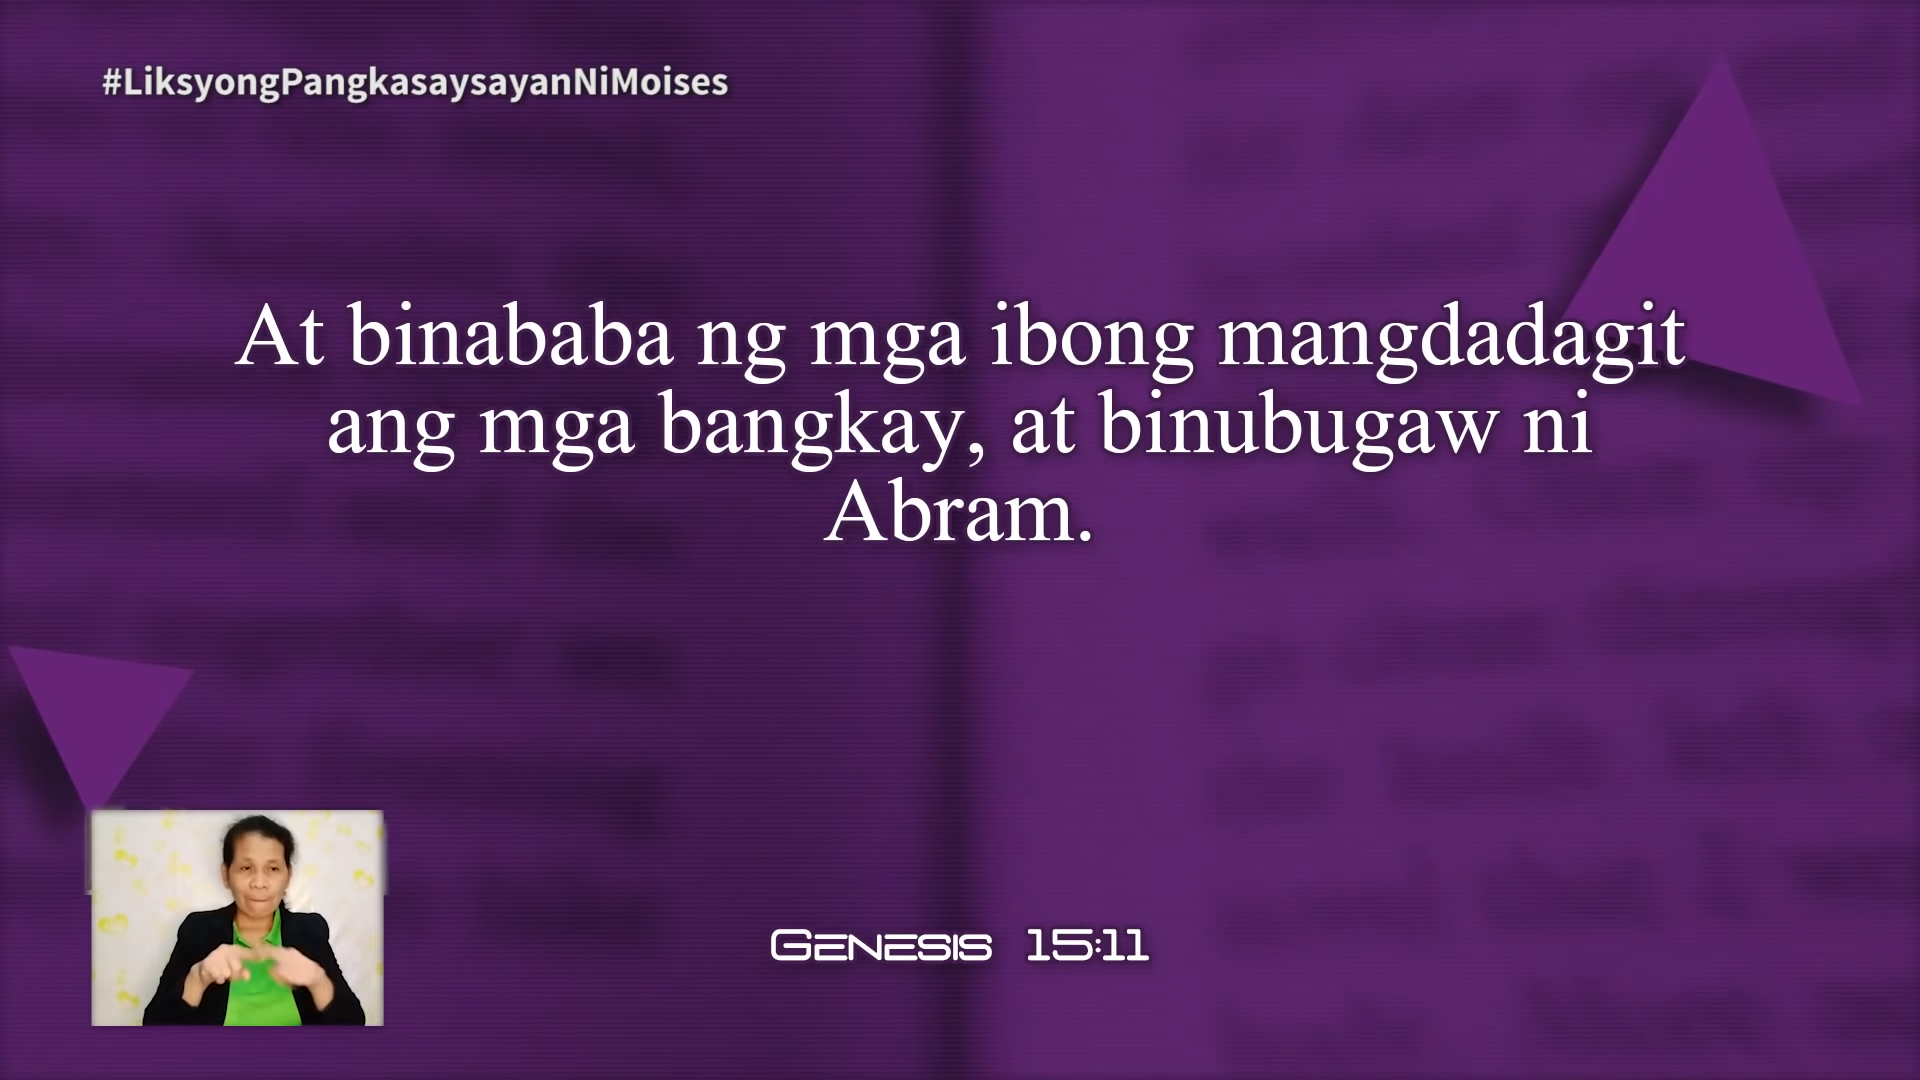 #LiksyongPangkasaysayanNiMoises
At binababa ng mga ibong mangdadagit
ang mga bangkay, at binubugaw ni
Abram.
Genesis 15:11